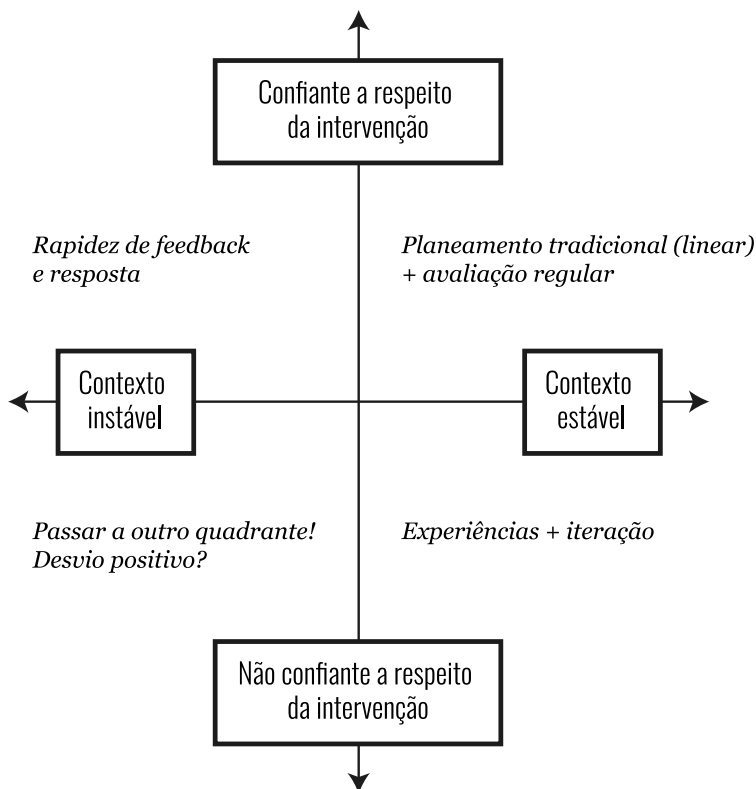 Confiante a respeito
da intervenção
Rapidez de feedback
e resposta
Planeamento tradicional (linear)
+ avaliação regular
Contexto
instável
Contexto
estável
Passar a outro quadrante!
Desvio positivo?
Experiências + iteração
Não confiante a respeito
da intervenção